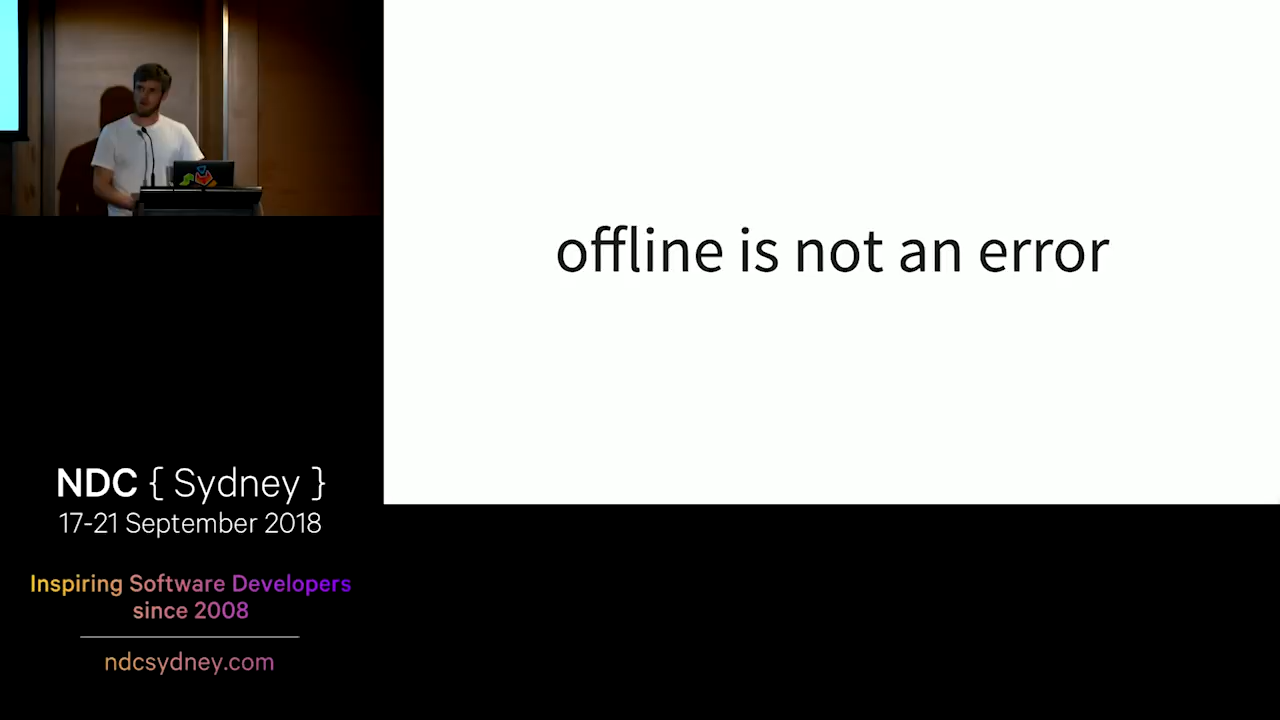 offline is not an error
NDC { Sydney }
17-21 September 2018
Inspiring Software Developers
since 2008
ndcsydney.com